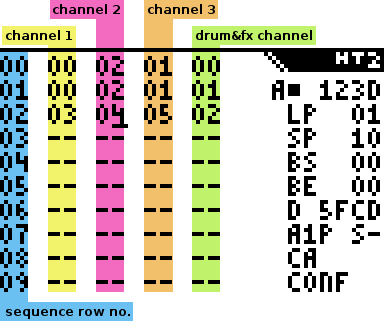 channel 2 channel 3
channel 1 drum&fx channel
HT2
00 00 02 01 00
01 00 02 01 01 A■ 123D
02 03 04 05 02 LP 01
03 -- -- -- -- SP 10
04 -- -- -- -- BS 00
05 -- -- -- -- BE 00
06 -- -- -- -- D 5FCD
07 -- -- -- -- A1P S-
08 -- -- -- -- CA
09 -- -- -- -- CONF
sequence row no.